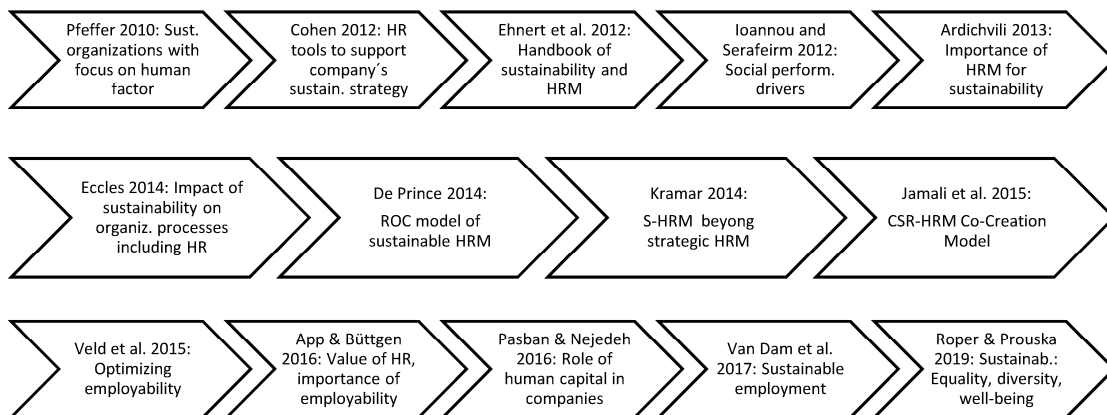 Pfeffer 2010: Sust.
organizations with
focus on human
factor
Cohen 2012: HR
tools to support
company´s
sustain. strategy
Ehnert et al. 2012:
Handbook of
sustainability and
HRM
Ioannou and
Serafeirm 2012:
Social perform.
drivers
Ardichvili 2013:
Importance of
HRM for
sustainability
Eccles 2014: Impact of
sustainability on
organiz. processes
including HR
De Prince 2014:
ROC model of
sustainable HRM
Kramar 2014:
S-HRM beyong
strategic HRM
Jamali et al. 2015:
CSR-HRM Co-Creation
Model
Veld et al. 2015:
Optimizing
employability
App & Büttgen
2016: Value of HR,
importance of
employability
Pasban & Nejedeh
2016: Role of
human capital in
companies
Van Dam et al.
2017: Sustainable
employment
Roper & Prouska
2019: Sustainab.:
Equality, diversity,
well-being